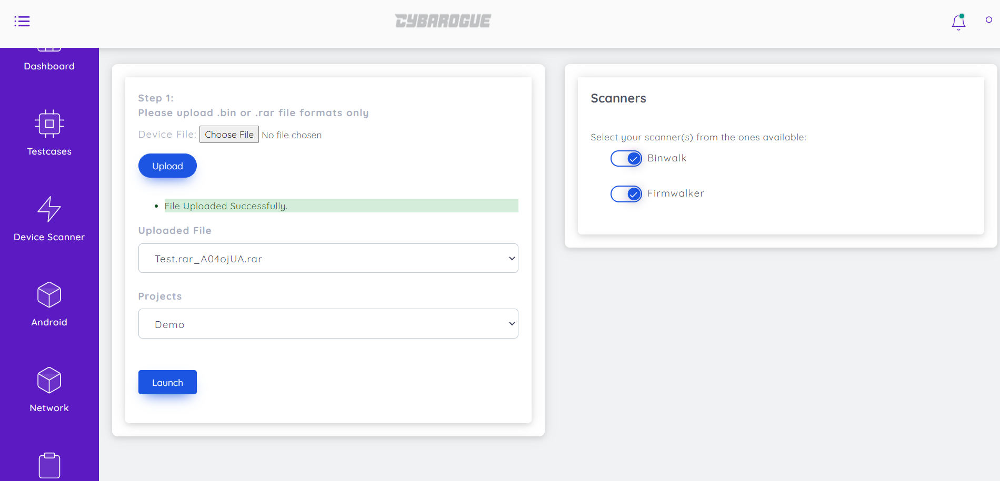 CYBAROGUE
Dashboard
Testcases
Device Scanner
Android
Network
Step 1:
Please upload .bin or .rar file formats only
Device File: Choose File No file chosen
Upload
File Uploaded Successfully.
Uploaded File
Test.rar_A04ojUA.rar
Projects
Demo
Launch
Scanners
Select your scanner(s) from the ones available:
Binwalk
Firmwalker